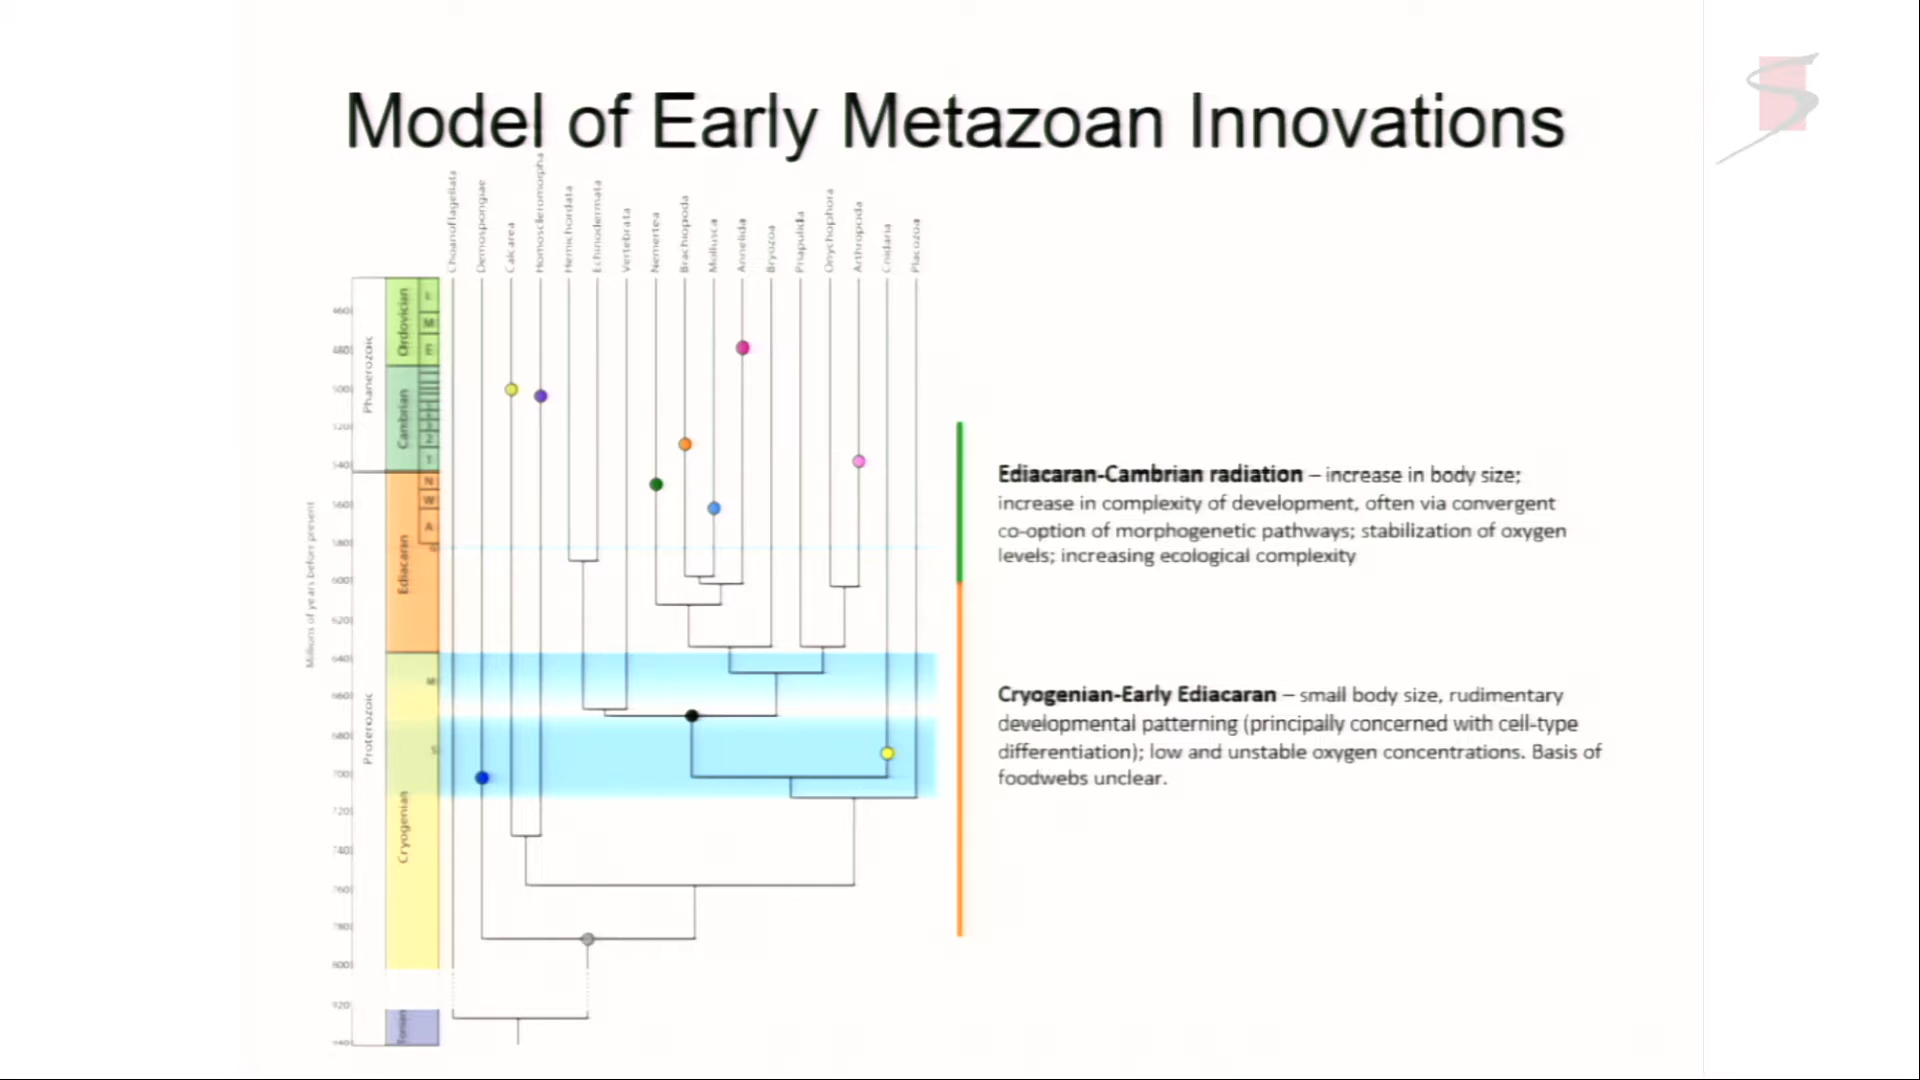 Model of Early Metazoan Innovations
Choanoflagellata
Demospongiae
Calcarea
Homoscleromorpha
Hemichordata
Echinodermata
Vertebrata
Nemertea
Brachiopoda
Mollusca
Annelida
Bryozoa
Priapulida
Onychophora
Arthropoda
Cnidaria
Placozoa
Millions of years before present
460
480
500
520
540
560
580
600
620
640
660
680
700
720
740
760
780
800
Phanerozoic
Proterozoic
Ordovician
Cambrian
Ediacaran
Cryogenian
Tonian
M
E
T
N
W
A
G
M
S
Ediacaran-Cambrian radiation – increase in body size;
increase in complexity of development, often via convergent
co-option of morphogenetic pathways; stabilization of oxygen
levels; increasing ecological complexity
Cryogenian-Early Ediacaran – small body size, rudimentary
developmental patterning (principally concerned with cell-type
differentiation); low and unstable oxygen concentrations. Basis of
foodwebs unclear.